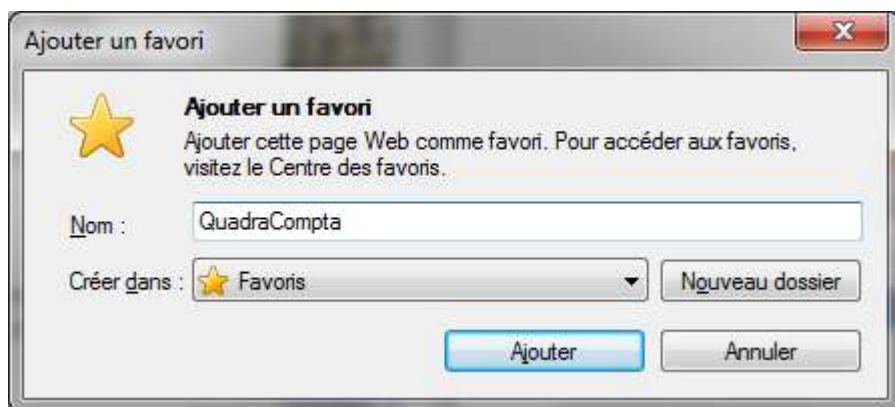 Ajouter un favori
Ajouter un favori
Ajouter cette page Web comme favori. Pour accéder aux favoris,
visitez le Centre des favoris.
Nom :
QuadraCompta
Créer dans :
Favoris
Nouveau dossier
Ajouter
Annuler